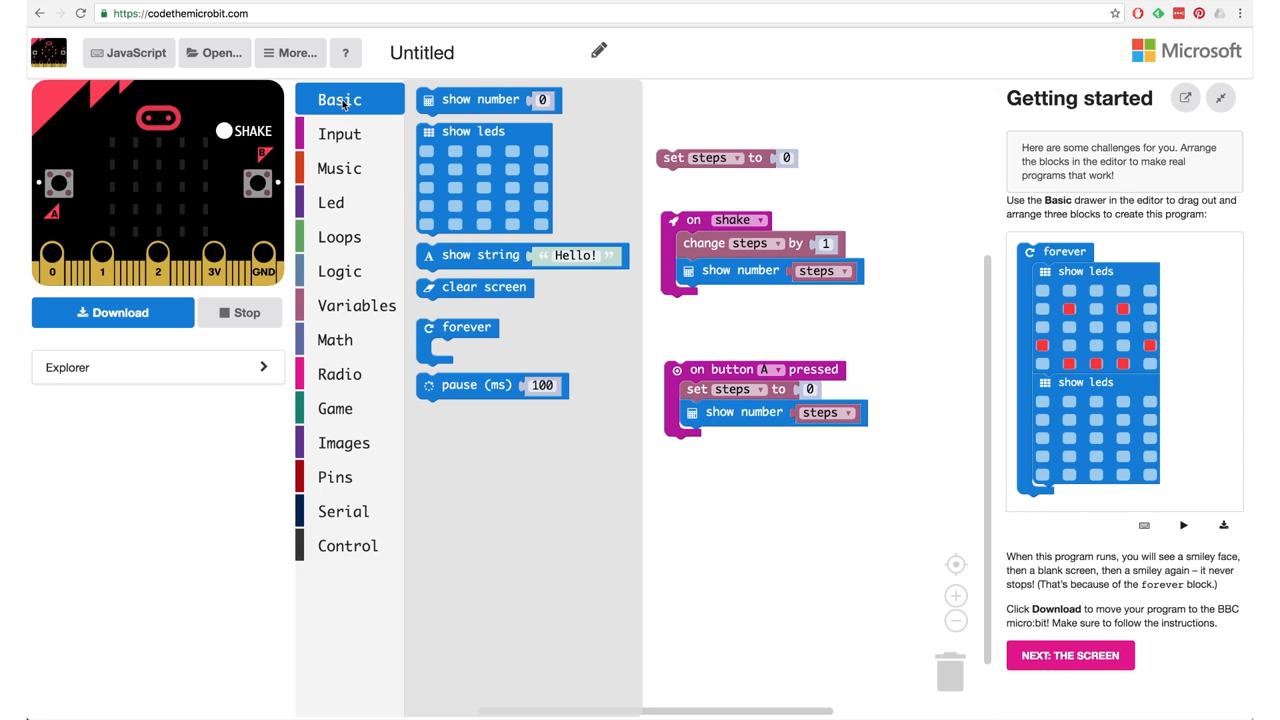 https://codethemicrobit.com
JavaScript
Open...
More...
?
Untitled
Microsoft
SHAKE
B
A
0 1 2 3V GND
Download
Stop
Explorer
Basic
Input
Music
Led
Loops
Logic
Variables
Math
Radio
Game
Images
Pins
Serial
Control
show number 0
show leds
show string “ Hello! ”
clear screen
forever
pause (ms) 100
set steps to 0
on shake
change steps by 1
show number steps
on button A pressed
set steps to 0
show number steps
Getting started
Here are some challenges for you. Arrange
the blocks in the editor to make real
programs that work!
Use the Basic drawer in the editor to drag out and
arrange three blocks to create this program:
forever
show leds
show leds
When this program runs, you will see a smiley face,
then a blank screen, then a smiley again – it never
stops! (That's because of the forever block.)
Click Download to move your program to the BBC
micro:bit! Make sure to follow the instructions.
NEXT: THE SCREEN